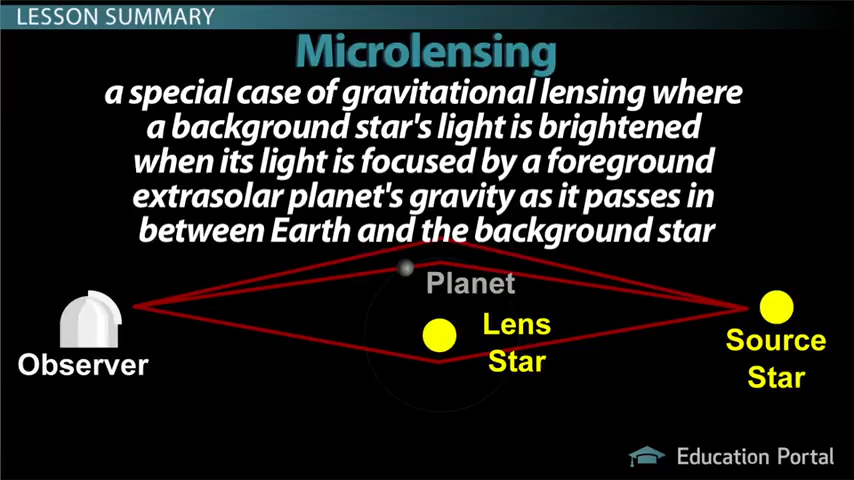 LESSON SUMMARY
Microlensing
a special case of gravitational lensing where
a background star's light is brightened
when its light is focused by a foreground
extrasolar planet's gravity as it passes in
between Earth and the background star
Planet
Lens
Star
Observer
Source
Star
Education Portal